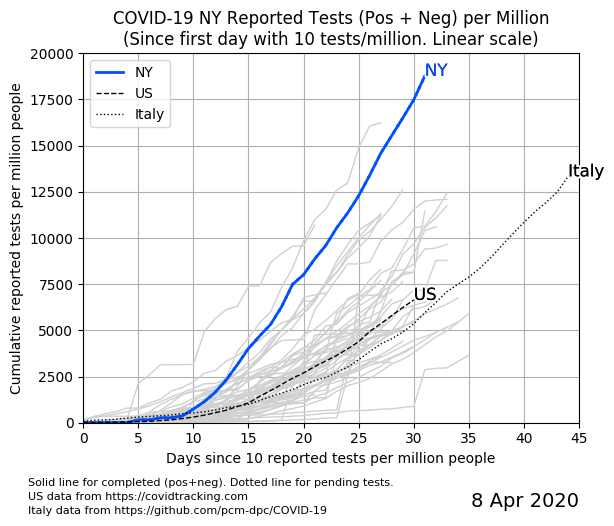 COVID-19 NY Reported Tests (Pos + Neg) per Million
(Since first day with 10 tests/million. Linear scale)
Cumulative reported tests per million people
20000
17500
15000
12500
10000
7500
5000
2500
0
NY
US
Italy
NY
Italy
US
0 5 10 15 20 25 30 35 40 45
Days since 10 reported tests per million people
Solid line for completed (pos+neg). Dotted line for pending tests.
US data from https://covidtracking.com
Italy data from https://github.com/pcm-dpc/COVID-19
8 Apr 2020